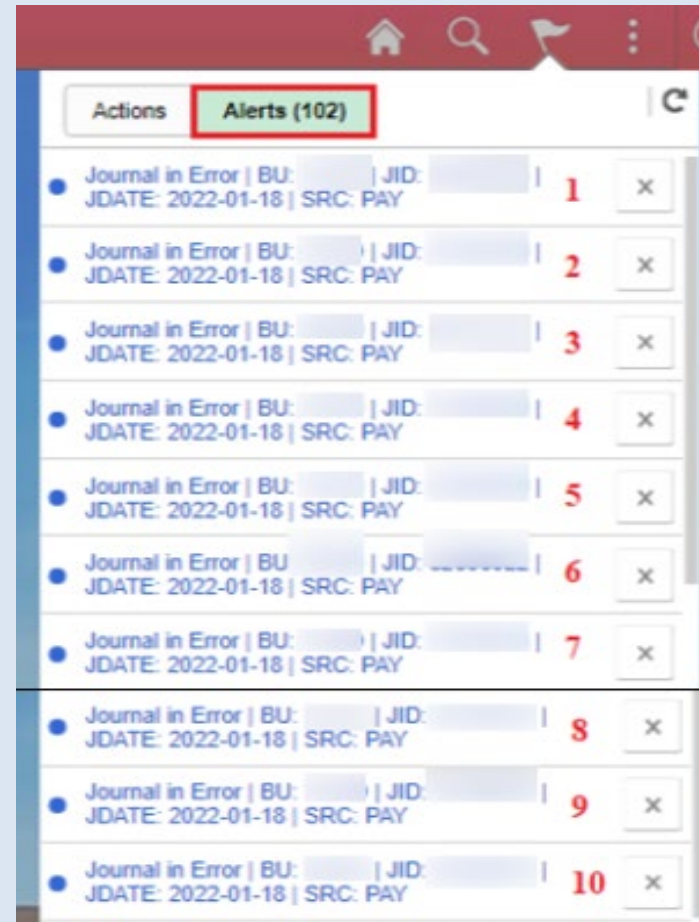 Actions Alerts (102)
Journal in Error | BU: | JID: |
JDATE: 2022-01-18 | SRC: PAY 1
Journal in Error | BU: | JID: |
JDATE: 2022-01-18 | SRC: PAY 2
Journal in Error | BU: | JID: |
JDATE: 2022-01-18 | SRC: PAY 3
Journal in Error | BU: | JID: |
JDATE: 2022-01-18 | SRC: PAY 4
Journal in Error | BU: | JID: |
JDATE: 2022-01-18 | SRC: PAY 5
Journal in Error | BU | JID: |
JDATE: 2022-01-18 | SRC: PAY 6
Journal in Error | BU: | JID: |
JDATE: 2022-01-18 | SRC: PAY 7
Journal in Error | BU: | JID: |
JDATE: 2022-01-18 | SRC: PAY 8
Journal in Error | BU: | JID: |
JDATE: 2022-01-18 | SRC: PAY 9
Journal in Error | BU: | JID: |
JDATE: 2022-01-18 | SRC: PAY 10